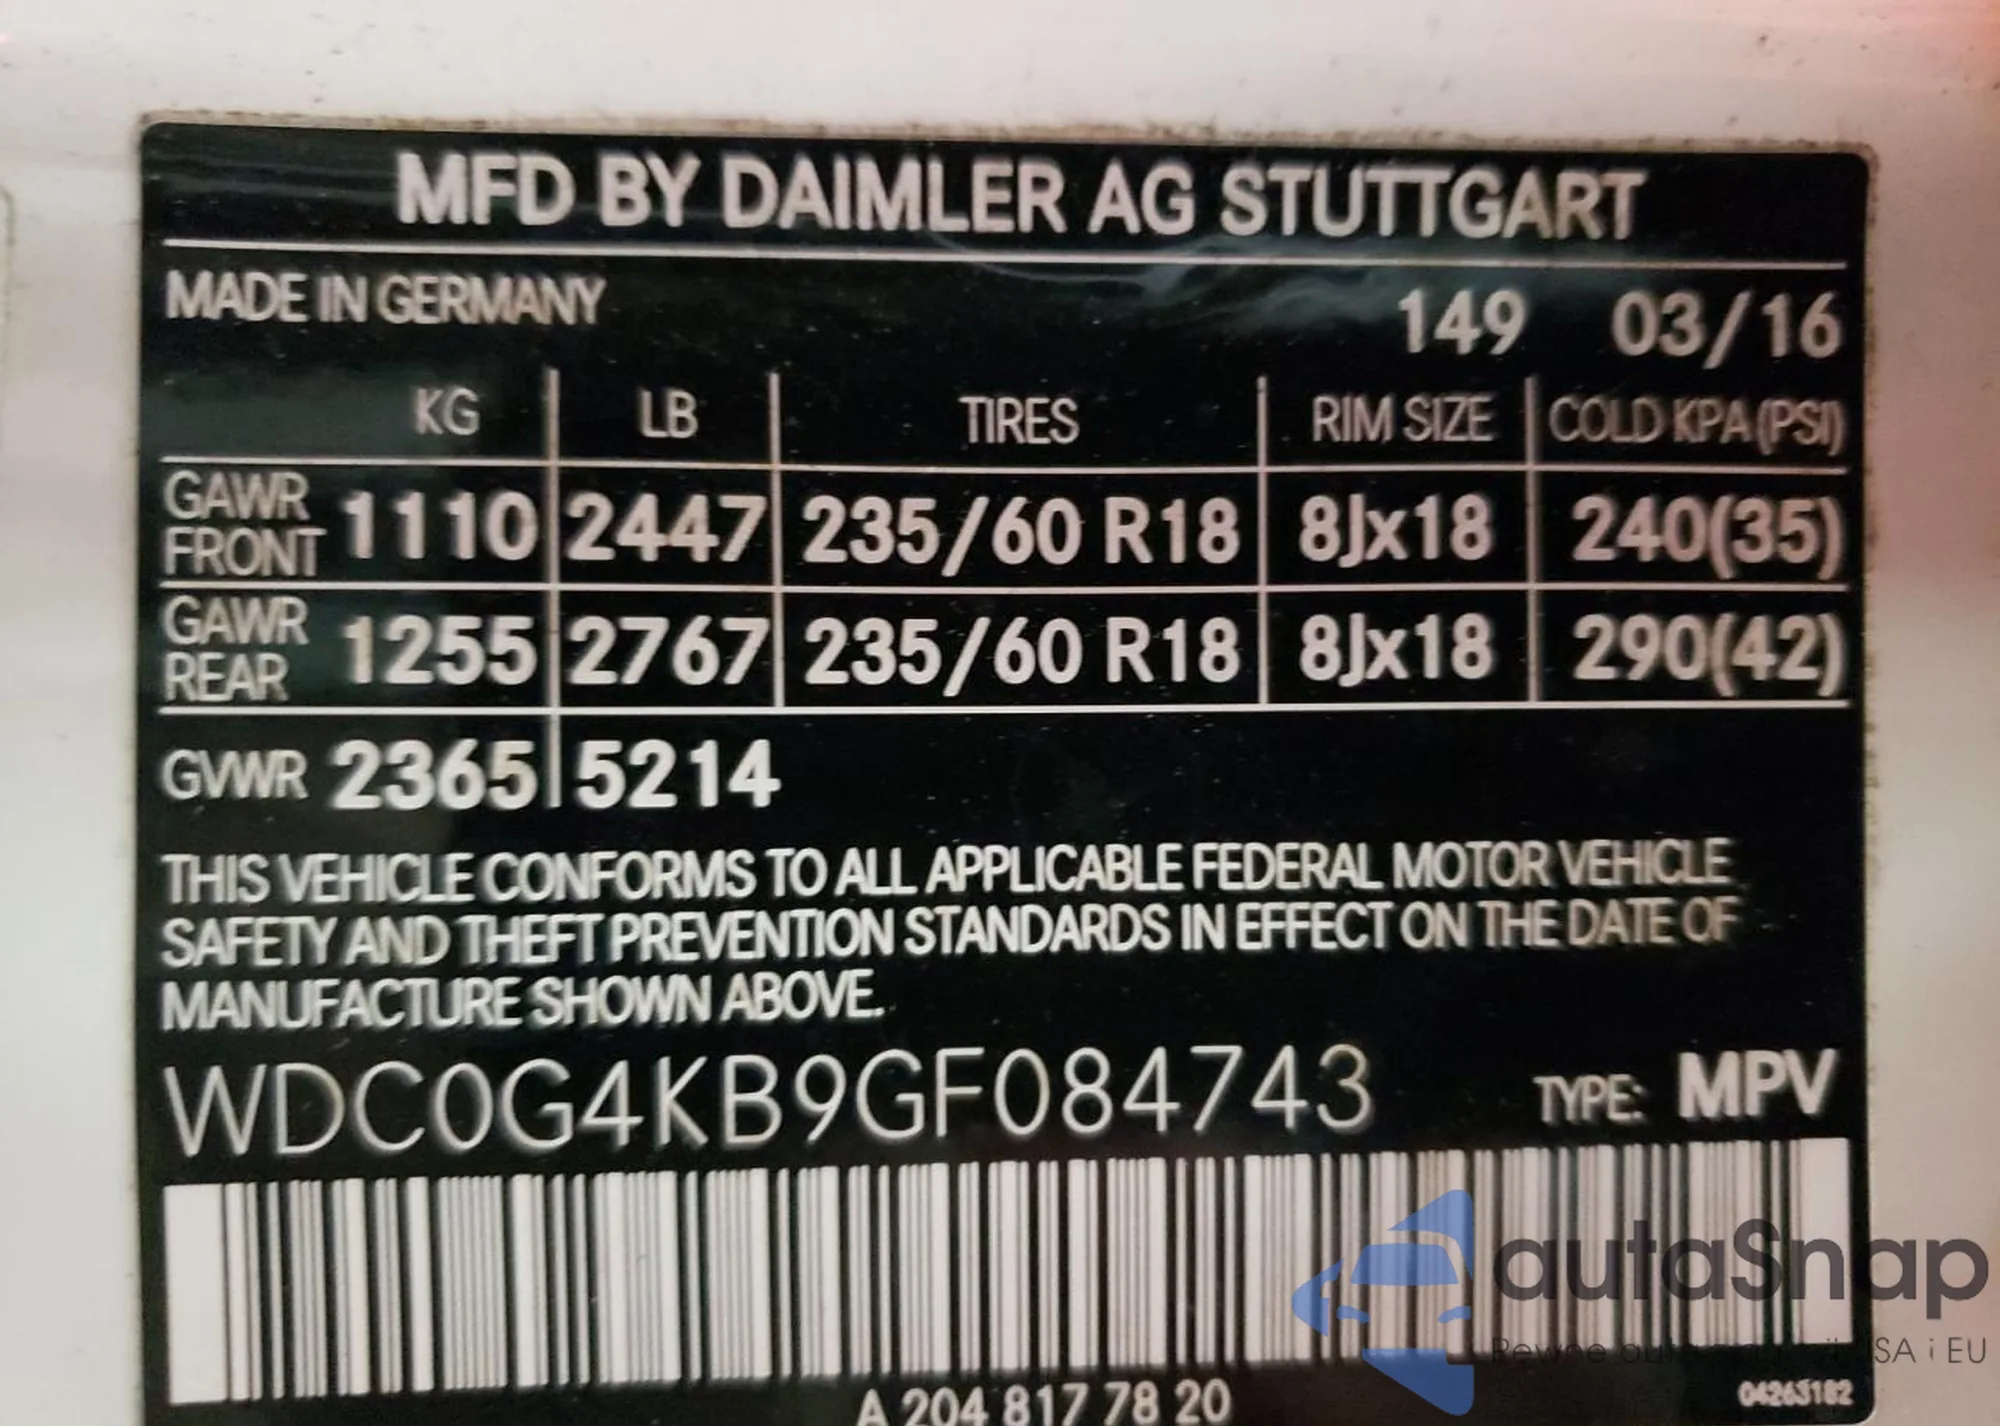 MFD BY DAIMLER AG STUTTGART
MADE IN GERMANY 149 03/16
KG LB TIRES RIM SIZE COLD KPA (PSI)
GAWR FRONT 1110 2447 235/60 R18 8Jx18 240(35)
GAWR REAR 1255 2767 235/60 R18 8Jx18 290(42)
GVWR 2365 5214
THIS VEHICLE CONFORMS TO ALL APPLICABLE FEDERAL MOTOR VEHICLE
SAFETY AND THEFT PREVENTION STANDARDS IN EFFECT ON THE DATE OF
MANUFACTURE SHOWN ABOVE.
WDC0G4KB9GF084743 TYPE: MPV
autaSnap
SA i EU
A 204 817 78 20
04263182